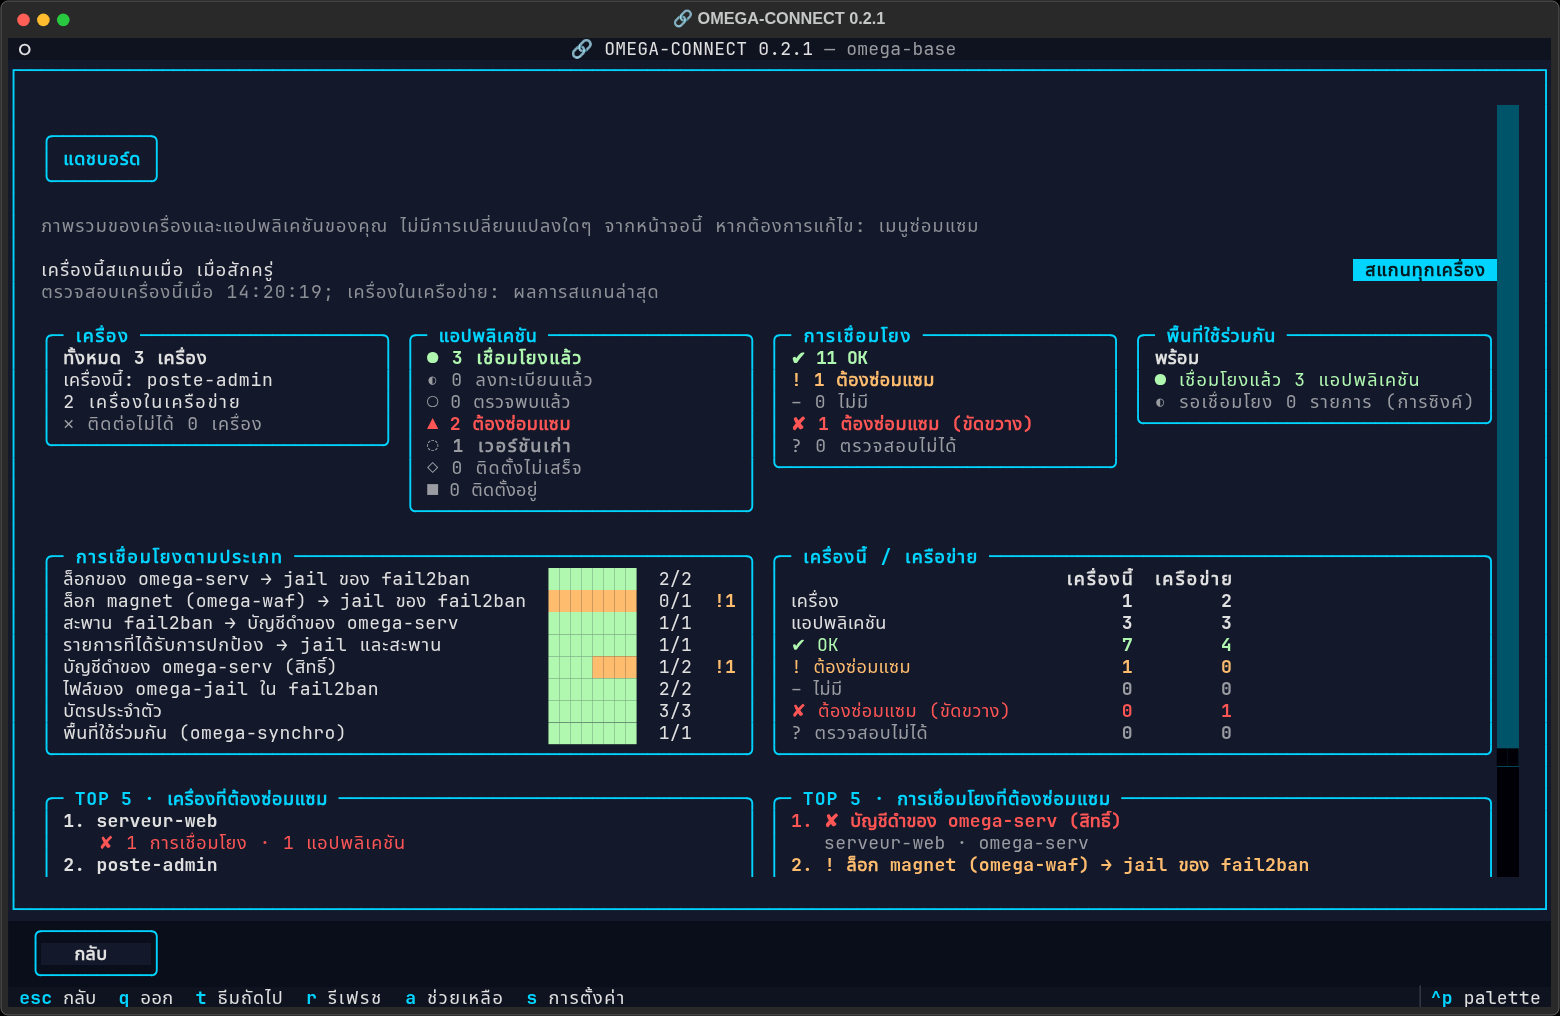 🔗 OMEGA-CONNECT 0.2.1
🔗 OMEGA-CONNECT 0.2.1 — omega-base
แดชบอร์ด
ภาพรวมของเครื่องและแอปพลิเคชันของคุณ ไม่มีการเปลี่ยนแปลงใดๆ จากหน้าจอนี้ หากต้องการแก้ไข: เมนูซ่อมแซม
เครื่องนี้สแกนเมื่อ เมื่อสักครู่
สแกนทุกเครื่อง
ตรวจสอบเครื่องนี้เมื่อ 14:20:19; เครื่องในเครือข่าย: ผลการสแกนล่าสุด
เครื่อง
ทั้งหมด 3 เครื่อง
เครื่องนี้: poste-admin
2 เครื่องในเครือข่าย
× ติดต่อไม่ได้ 0 เครื่อง
แอปพลิเคชัน
● 3 เชื่อมโยงแล้ว
◐ 0 ลงทะเบียนแล้ว
○ 0 ตรวจพบแล้ว
▲ 2 ต้องซ่อมแซม
◌ 1 เวอร์ชันเก่า
◇ 0 ติดตั้งไม่เสร็จ
■ 0 ติดตั้งอยู่
การเชื่อมโยง
✔ 11 OK
! 1 ต้องซ่อมแซม
– 0 ไม่มี
✘ 1 ต้องซ่อมแซม (ขัดขวาง)
? 0 ตรวจสอบไม่ได้
พื้นที่ใช้ร่วมกัน
พร้อม
● เชื่อมโยงแล้ว 3 แอปพลิเคชัน
◐ รอเชื่อมโยง 0 รายการ (การซิงค์)
การเชื่อมโยงตามประเภท
ล็อกของ omega-serv → jail ของ fail2ban 2/2
ล็อก magnet (omega-waf) → jail ของ fail2ban 0/1 !1
สะพาน fail2ban → บัญชีดำของ omega-serv 1/1
รายการที่ได้รับการปกป้อง → jail และสะพาน 1/1
บัญชีดำของ omega-serv (สิทธิ์) 1/2 !1
ไฟล์ของ omega-jail ใน fail2ban 2/2
บัตรประจำตัว 3/3
พื้นที่ใช้ร่วมกัน (omega-synchro) 1/1
เครื่องนี้ / เครือข่าย
เครื่องนี้ เครือข่าย
เครื่อง 1 2
แอปพลิเคชัน 3 3
✔ OK 7 4
! ต้องซ่อมแซม 1 0
– ไม่มี 0 0
✘ ต้องซ่อมแซม (ขัดขวาง) 0 1
? ตรวจสอบไม่ได้ 0 0
TOP 5 · เครื่องที่ต้องซ่อมแซม
1. serveur-web
✘ 1 การเชื่อมโยง · 1 แอปพลิเคชัน
2. poste-admin
TOP 5 · การเชื่อมโยงที่ต้องซ่อมแซม
1. ✘ บัญชีดำของ omega-serv (สิทธิ์)
serveur-web · omega-serv
2. ! ล็อก magnet (omega-waf) → jail ของ fail2ban
กลับ
esc กลับ q ออก t ธีมถัดไป r รีเฟรช a ช่วยเหลือ s การตั้งค่า
^p palette